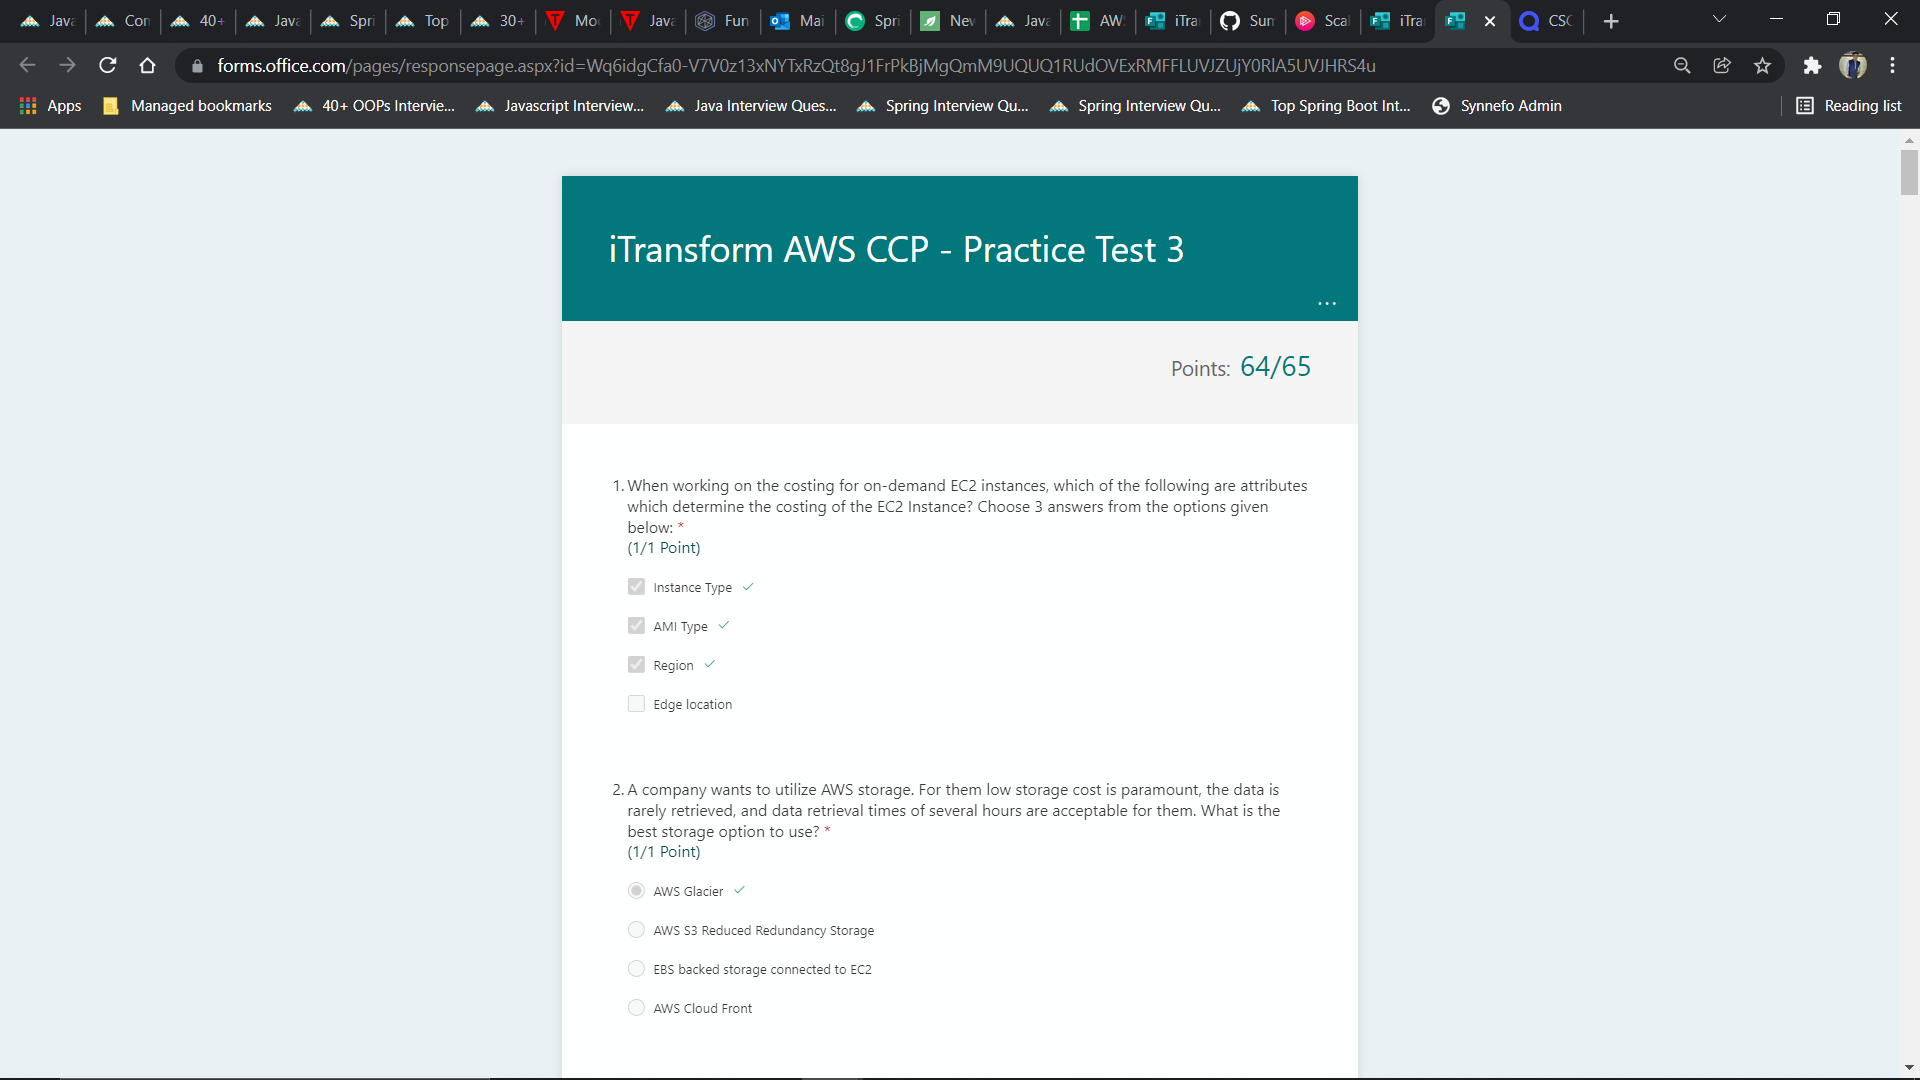 Java
Con
40+
Java
Spri
Top
30+
Moc
Java
Fun
Mai
Spri
New
Java
AW
iTra
Sum
Scal
iTra
CSC
forms.office.com/pages/responsepage.aspx?id=Wq6idgCfa0-V7V0z13xNYTxRzQt8gJ1FrPkBjMgQmM9UQUQ1RUdOVExRMFFLUVJZUjY0RlA5UVJHRS4u
Apps
Managed bookmarks
40+ OOPs Intervie...
Javascript Interview...
Java Interview Ques...
Spring Interview Qu...
Spring Interview Qu...
Top Spring Boot Int...
Synnefo Admin
Reading list
iTransform AWS CCP - Practice Test 3
...
Points: 64/65
1. When working on the costing for on-demand EC2 instances, which of the following are attributes
which determine the costing of the EC2 Instance? Choose 3 answers from the options given
below: *
(1/1 Point)
Instance Type
AMI Type
Region
Edge location
2. A company wants to utilize AWS storage. For them low storage cost is paramount, the data is
rarely retrieved, and data retrieval times of several hours are acceptable for them. What is the
best storage option to use? *
(1/1 Point)
AWS Glacier
AWS S3 Reduced Redundancy Storage
EBS backed storage connected to EC2
AWS Cloud Front